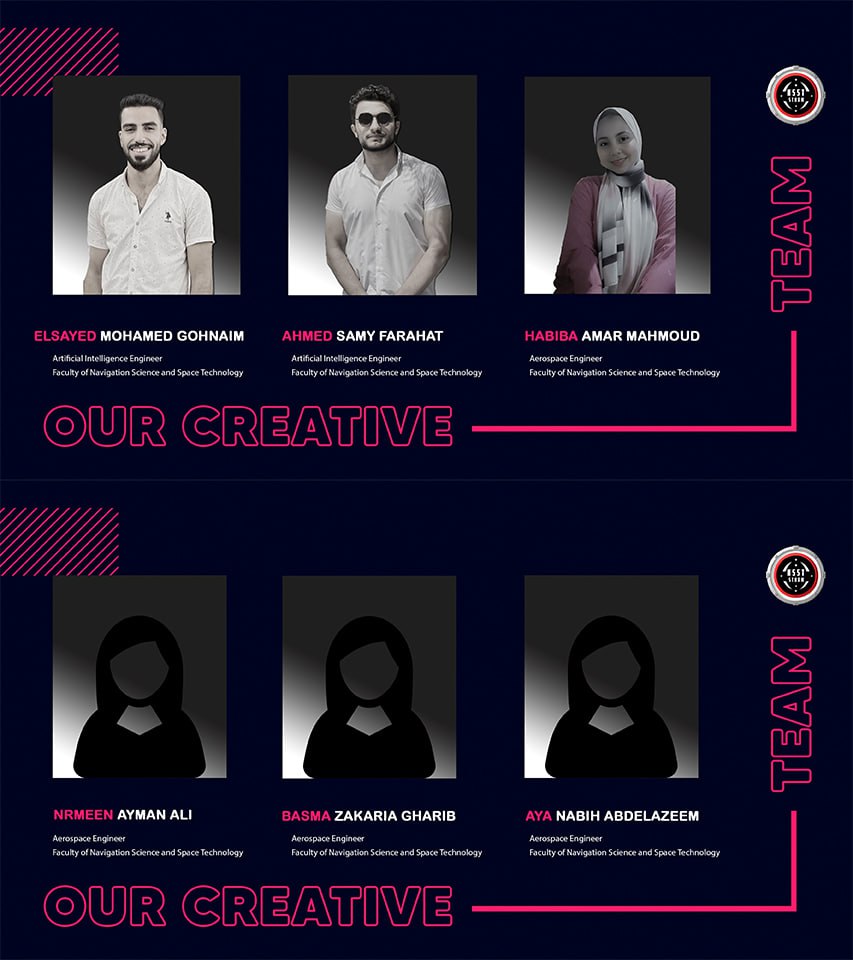 NSST
STEAM
TEAM
ELSAYED MOHAMED GOHNAIM
Artificial Intelligence Engineer
Faculty of Navigation Science and Space Technology
AHMED SAMY FARAHAT
Artificial Intelligence Engineer
Faculty of Navigation Science and Space Technology
HABIBA AMAR MAHMOUD
Aerospace Engineer
Faculty of Navigation Science and Space Technology
OUR CREATIVE
NSST
STEAM
TEAM
NRMEEN AYMAN ALI
Aerospace Engineer
Faculty of Navigation Science and Space Technology
BASMA ZAKARIA GHARIB
Aerospace Engineer
Faculty of Navigation Science and Space Technology
AYA NABIH ABDELAZEEM
Aerospace Engineer
Faculty of Navigation Science and Space Technology
OUR CREATIVE